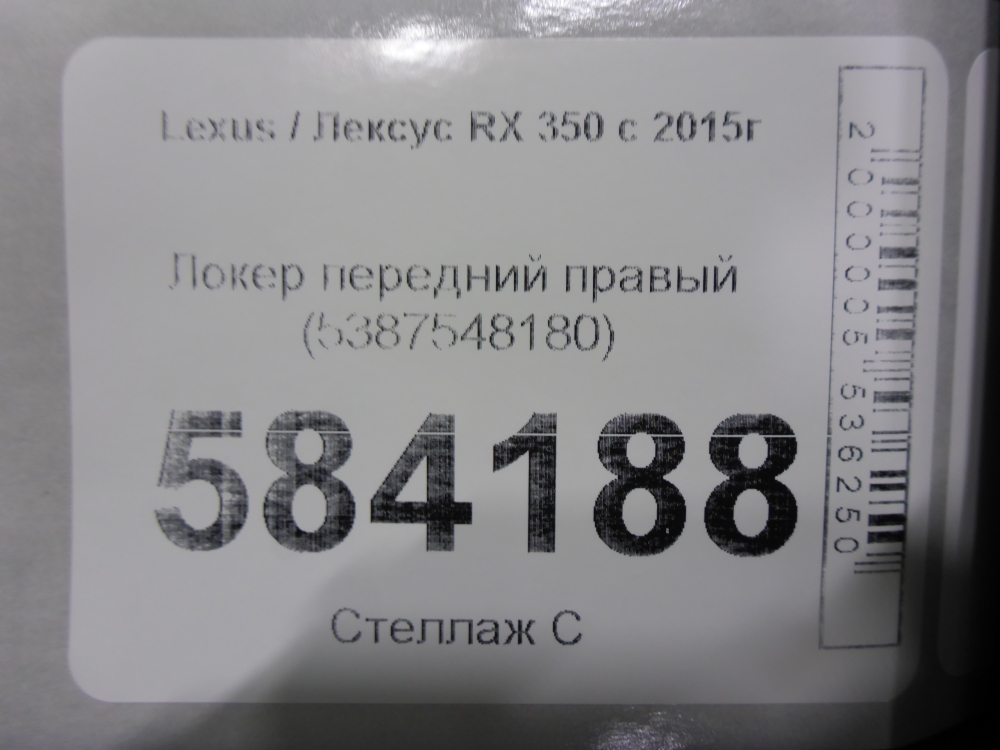 Lexus / Лексус RX 350 с 2015г
Локер передний правый
(5387548180)
584188
Стеллаж С
2000005536250